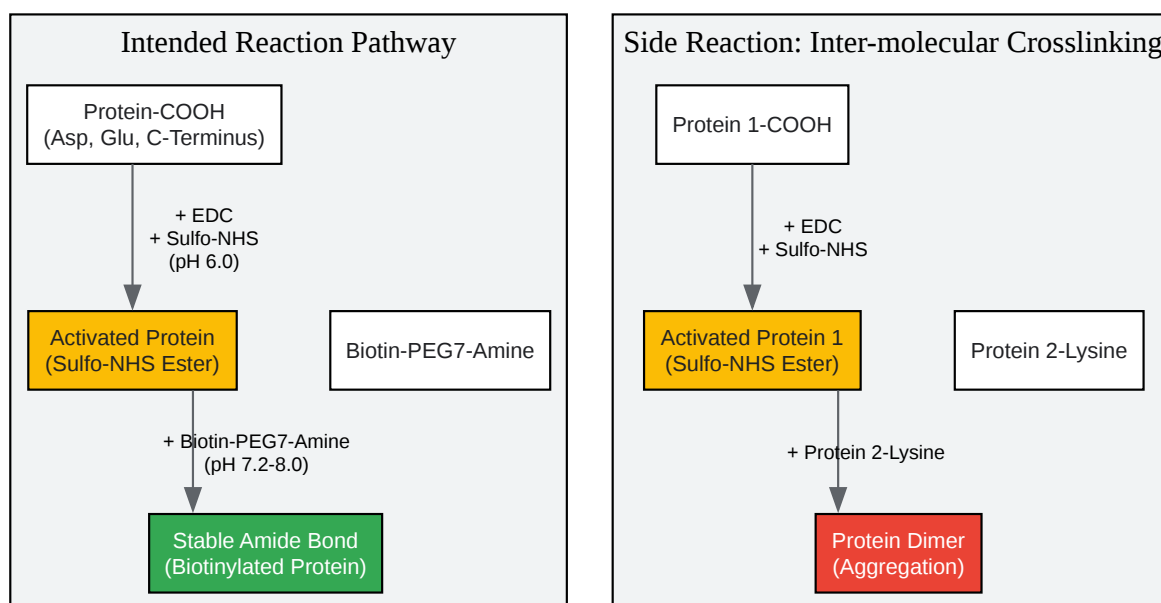 Intended Reaction Pathway
Protein-COOH
(Asp, Glu, C-Terminus)
+ EDC
+ Sulfo-NHS
(pH 6.0)
Activated Protein
(Sulfo-NHS Ester)
Biotin-PEG7-Amine
+ Biotin-PEG7-Amine
(pH 7.2-8.0)
Stable Amide Bond
(Biotinylated Protein)
Side Reaction: Inter-molecular Crosslinking
Protein 1-COOH
+ EDC
+ Sulfo-NHS
Activated Protein 1
(Sulfo-NHS Ester)
Protein 2-Lysine
+ Protein 2-Lysine
Protein Dimer
(Aggregation)